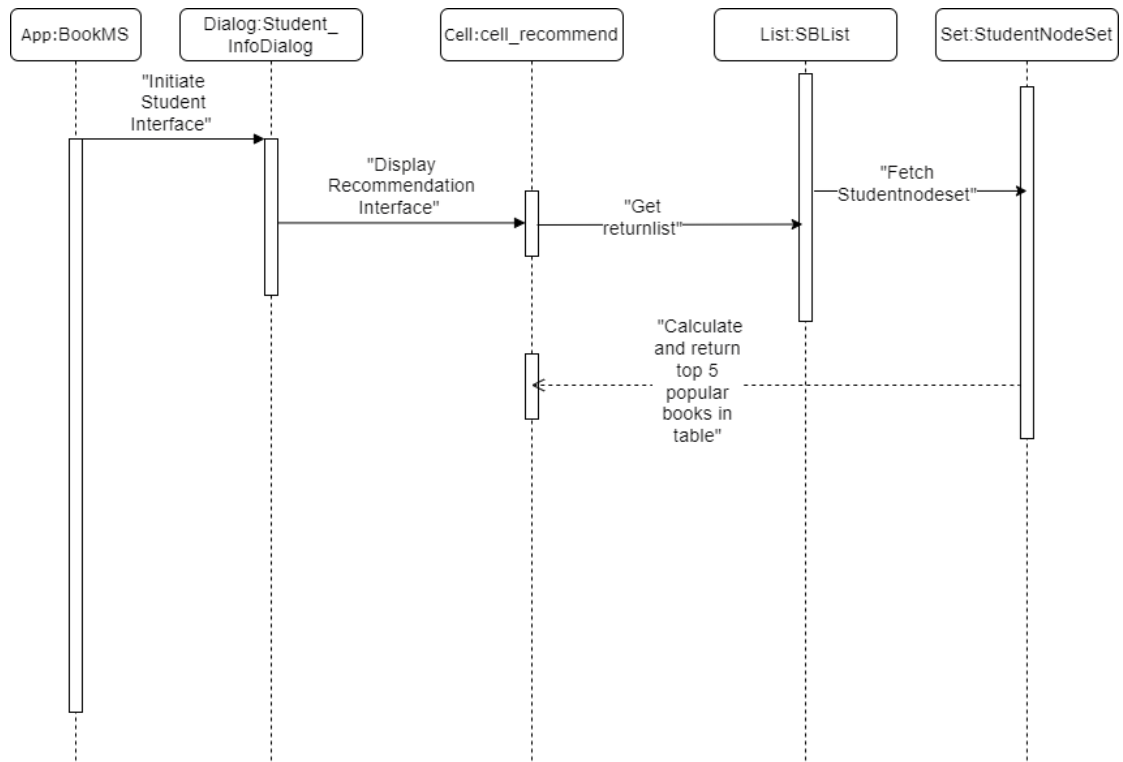 App:BookMS
Dialog:Student_
InfoDialog
Cell:cell_recommend
List:SBList
Set:StudentNodeSet
"Initiate
Student
Interface"
"Display
Recommendation
Interface"
"Get
returnlist"
"Fetch
Studentnodeset"
"Calculate
and return
top 5
popular
books in
table"